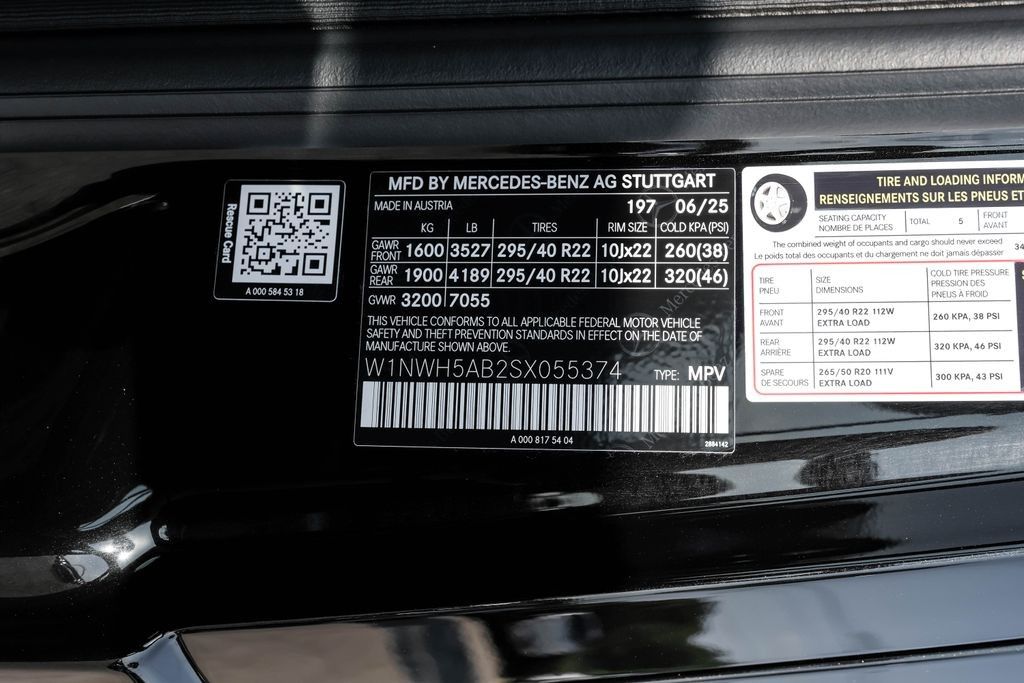 Rescue Card
A 000 584 53 18
MFD BY MERCEDES-BENZ AG STUTTGART
MADE IN AUSTRIA 197 06/25
KG LB TIRES RIM SIZE COLD KPA(PSI)
GAWR FRONT 1600 3527 295/40 R22 10Jx22 260(38)
GAWR REAR 1900 4189 295/40 R22 10Jx22 320(46)
GVWR 3200 7055
THIS VEHICLE CONFORMS TO ALL APPLICABLE FEDERAL MOTOR VEHICLE
SAFETY AND THEFT PREVENTION STANDARDS IN EFFECT ON THE DATE OF
MANUFACTURE SHOWN ABOVE.
W1NWH5AB2SX055374 TYPE: MPV
A 000 817 54 04
2884142
TIRE AND LOADING INFORM
RENSEIGNEMENTS SUR LES PNEUS ET
SEATING CAPACITY TOTAL 5 FRONT
NOMBRE DE PLACES AVANT
The combined weight of occupants and cargo should never exceed 34
Le poids total des occupants et du chargement ne doit jamais dépasser
TIRE SIZE COLD TIRE PRESSURE
PNEU DIMENSIONS PRESSION DES
PNEUS À FROID
FRONT 295/40 R22 112W 260 KPA, 38 PSI
AVANT EXTRA LOAD
REAR 295/40 R22 112W 320 KPA, 46 PSI
ARRIÈRE EXTRA LOAD
SPARE 265/50 R20 111V 300 KPA, 43 PSI
DE SECOURS EXTRA LOAD